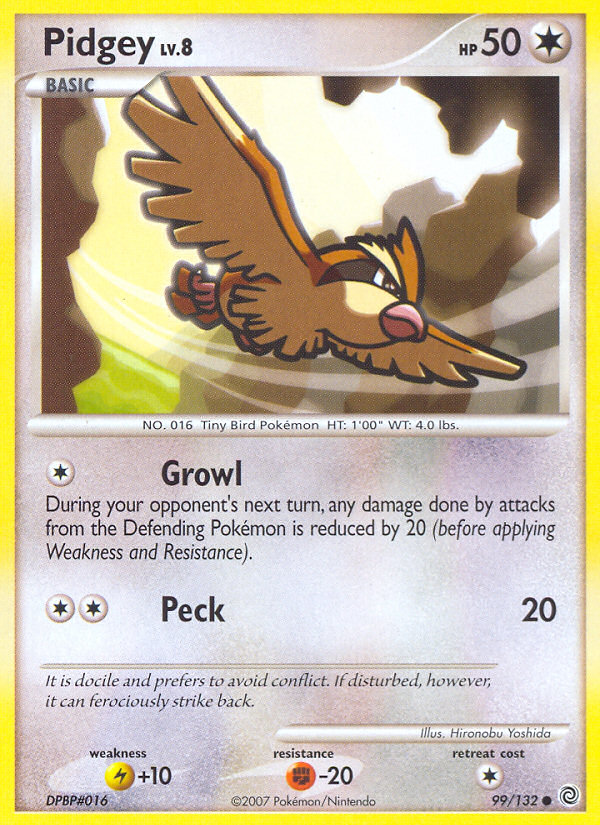 Pidgey LV.8 HP 50
BASIC
NO. 016 Tiny Bird Pokémon HT: 1'00" WT: 4.0 lbs.
Growl
During your opponent's next turn, any damage done by attacks
from the Defending Pokémon is reduced by 20 (before applying
Weakness and Resistance).
Peck 20
It is docile and prefers to avoid conflict. If disturbed, however,
it can ferociously strike back.
Illus. Hironobu Yoshida
weakness resistance retreat cost
+10 -20
DPBP#016 ©2007 Pokémon/Nintendo 99/132